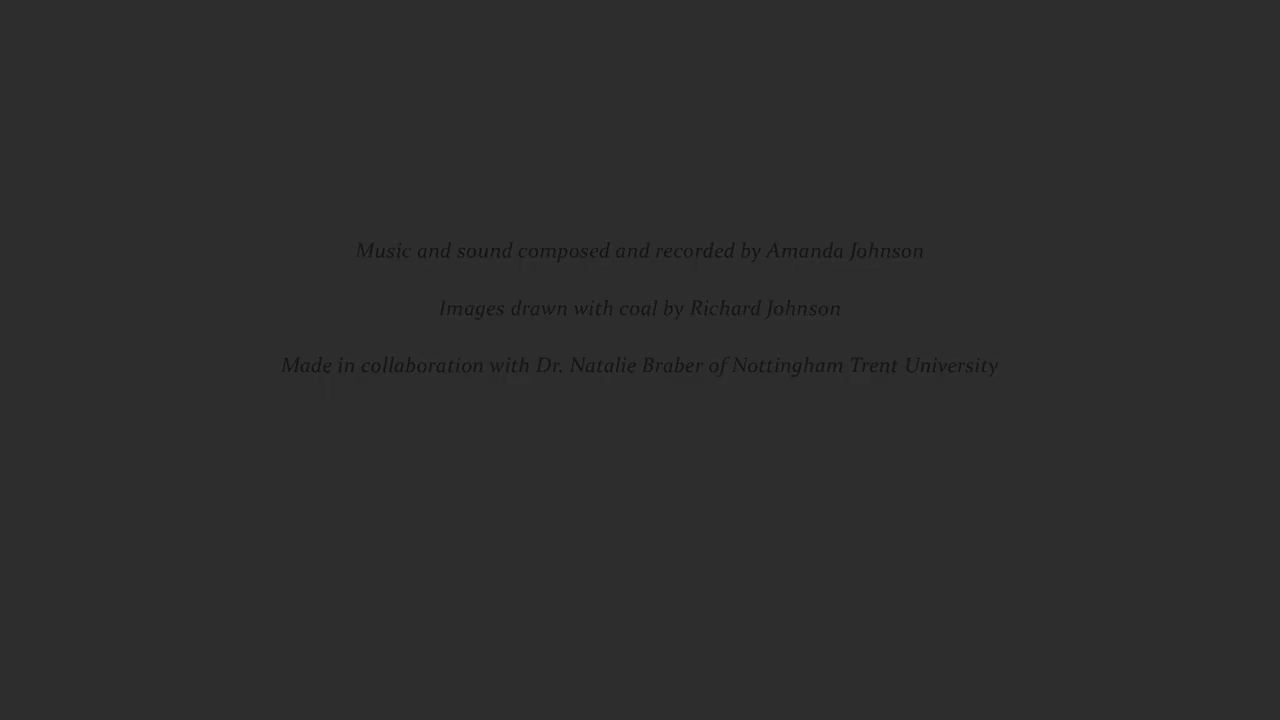 Music and sound composed and recorded by Amanda Johnson
Images drawn with coal by Richard Johnson
Made in collaboration with Dr. Natalie Braber of Nottingham Trent University